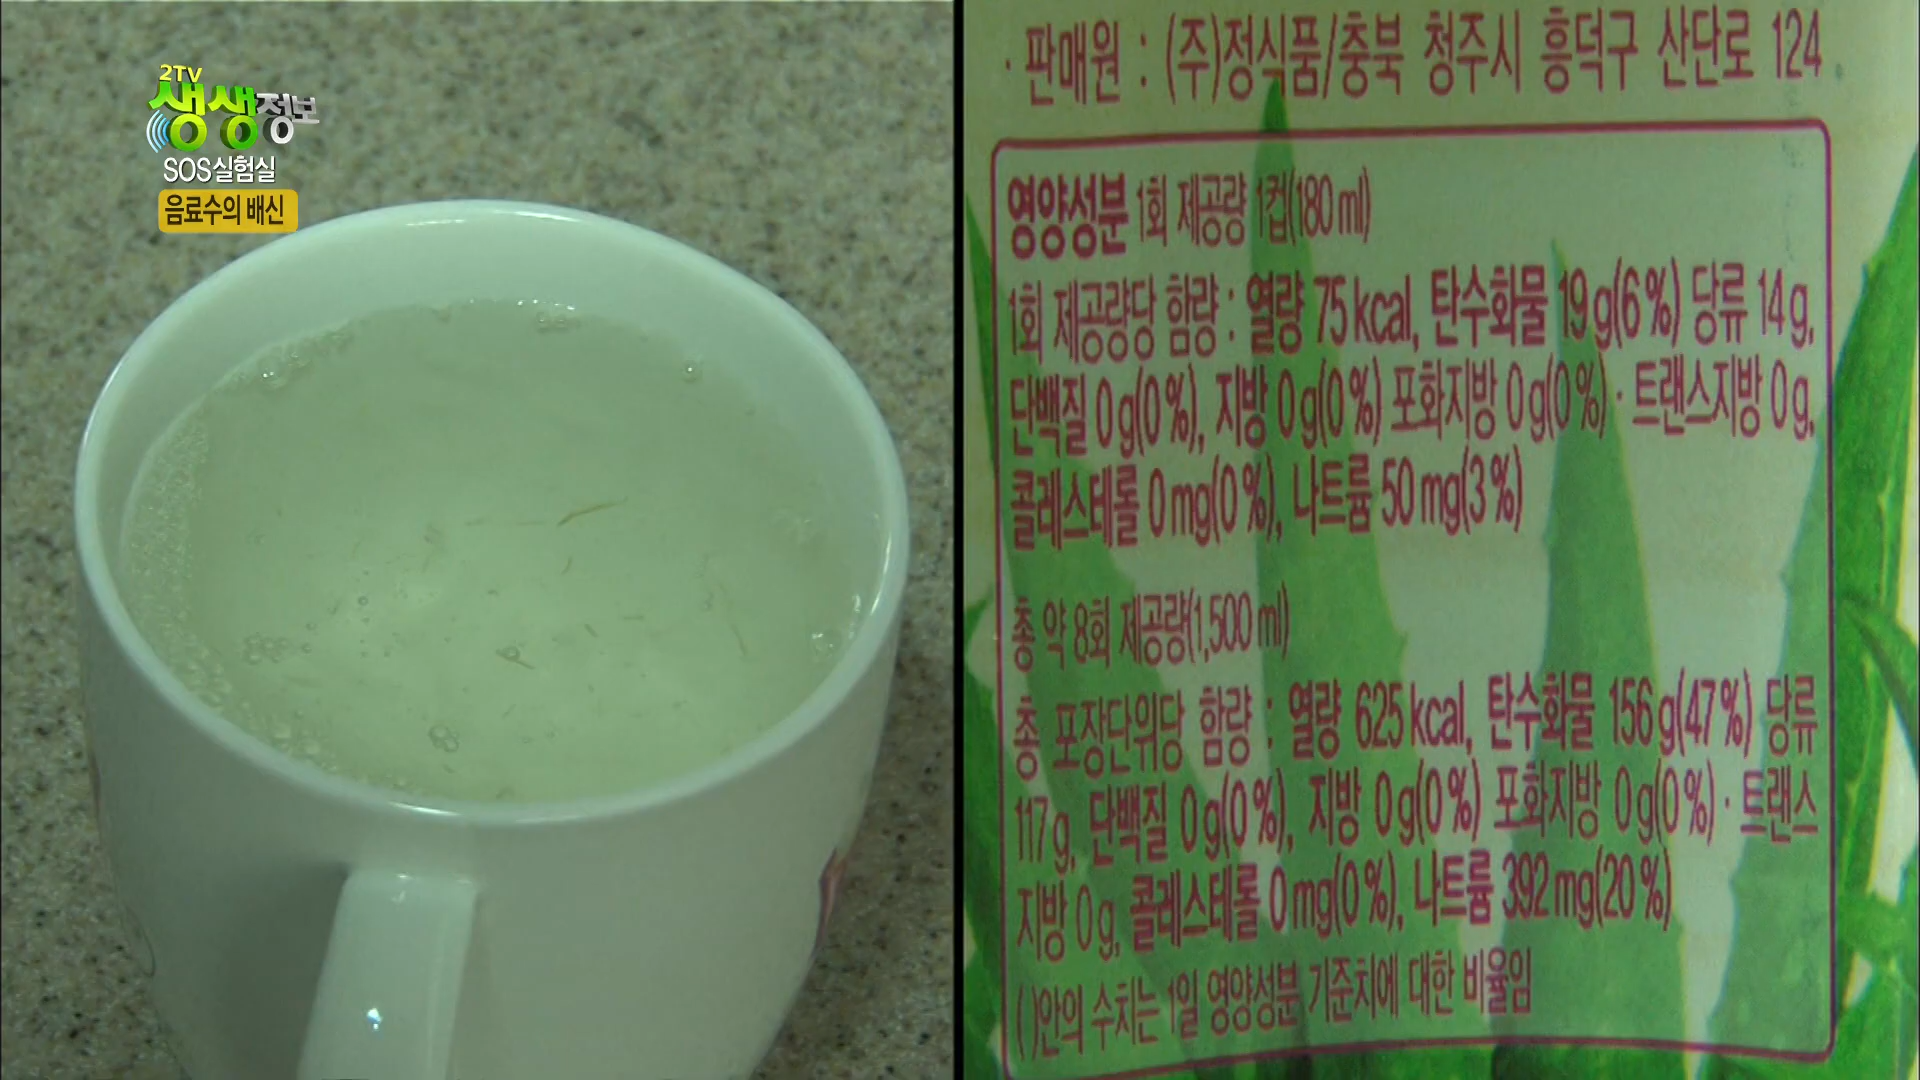 2TV
생생정보
SOS실험실
음료수의 배신
· 판매원 : (주)정식품/충북 청주시 흥덕구 산단로 124
영양성분 1회 제공량 1컵(180 ml)
1회 제공량당 함량 : 열량 75 kcal, 탄수화물 19 g(6 %) 당류 14 g,
단백질 0 g(0 %), 지방 0 g(0 %) 포화지방 0 g(0 %) · 트랜스지방 0 g,
콜레스테롤 0 mg(0 %), 나트륨 50 mg(3 %)
총 약 8회 제공량(1,500 ml)
총 포장단위당 함량 : 열량 625 kcal, 탄수화물 156 g(47 %) 당류
117 g, 단백질 0 g(0 %), 지방 0 g(0 %) 포화지방 0 g(0 %) · 트랜스
지방 0 g, 콜레스테롤 0 mg(0 %), 나트륨 392 mg(20 %)
( )안의 수치는 1일 영양성분 기준치에 대한 비율임